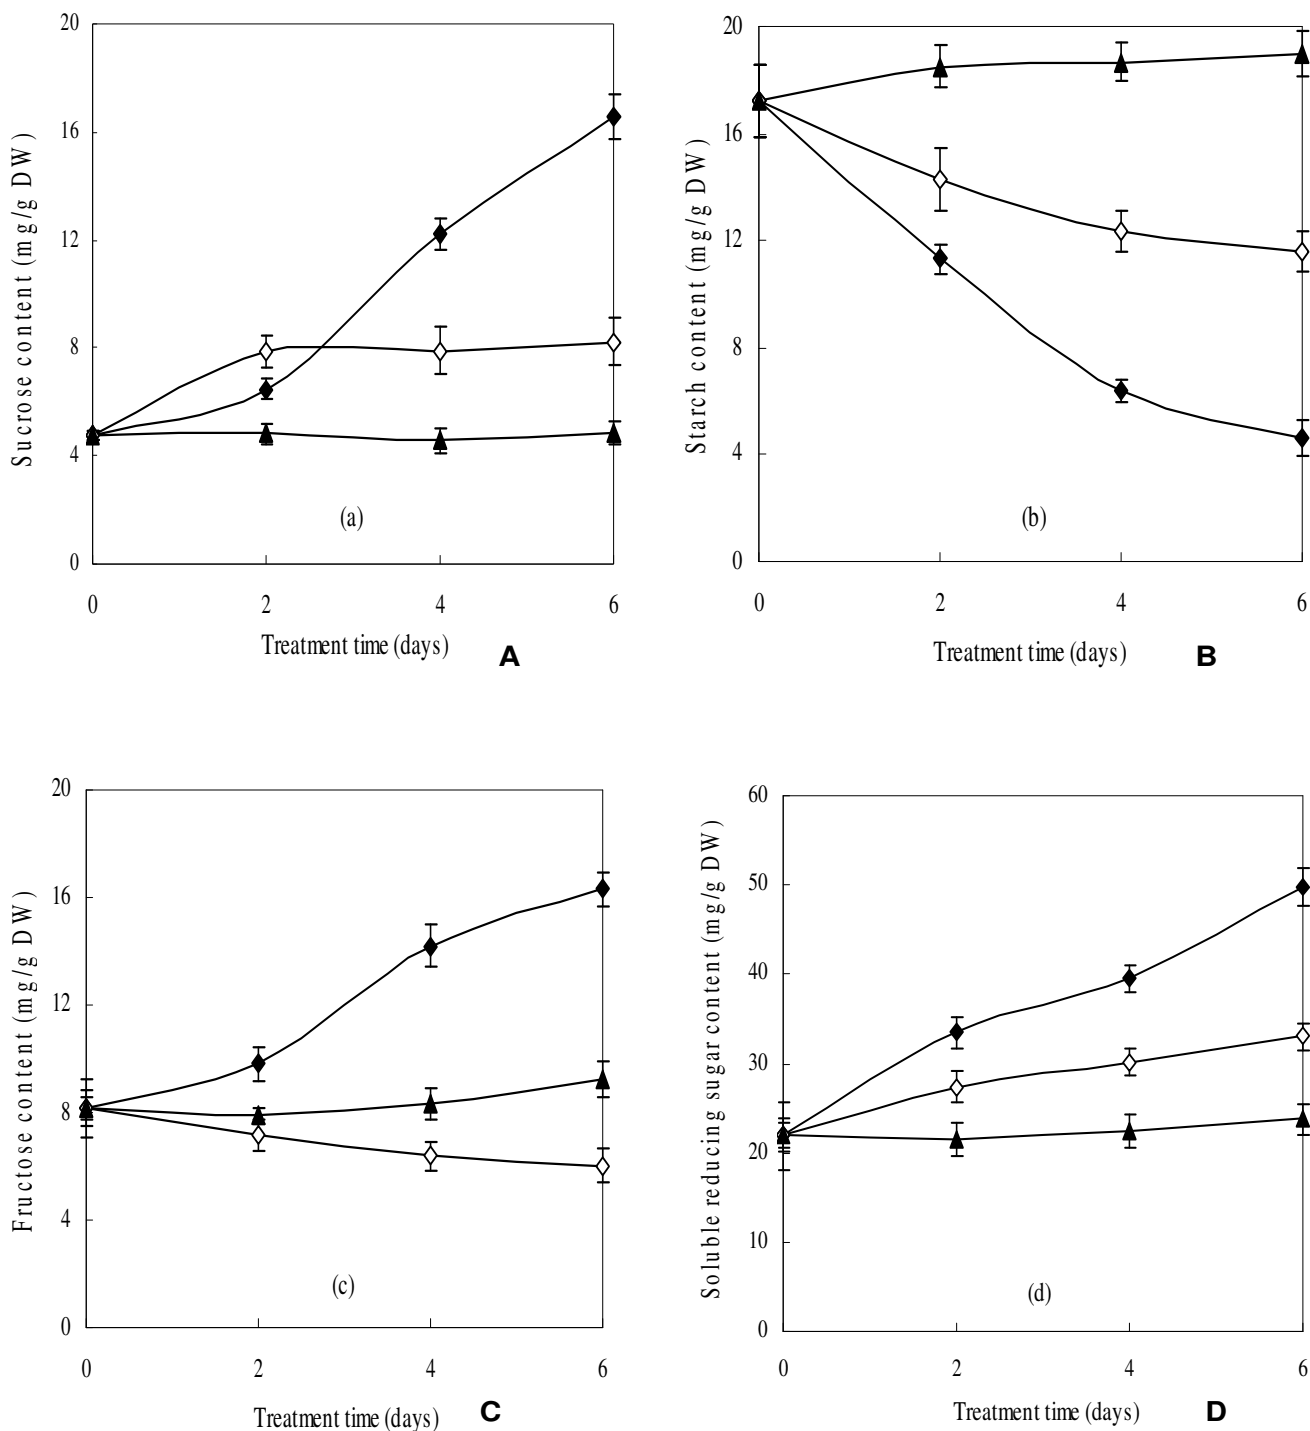 20
16
12
8
4
0
Sucrose content (mg/g DW)
(a)
0 2 4 6
Treatment time (days)
A
20
16
12
8
4
0
Starch content (mg/g DW)
(b)
0 2 4 6
Treatment time (days)
B
20
16
12
8
4
0
Fructose content (mg/g DW)
(c)
0 2 4 6
Treatment time (days)
C
60
50
40
30
20
10
0
Soluble reducing sugar content (mg/g DW)
(d)
0 2 4 6
Treatment time (days)
D